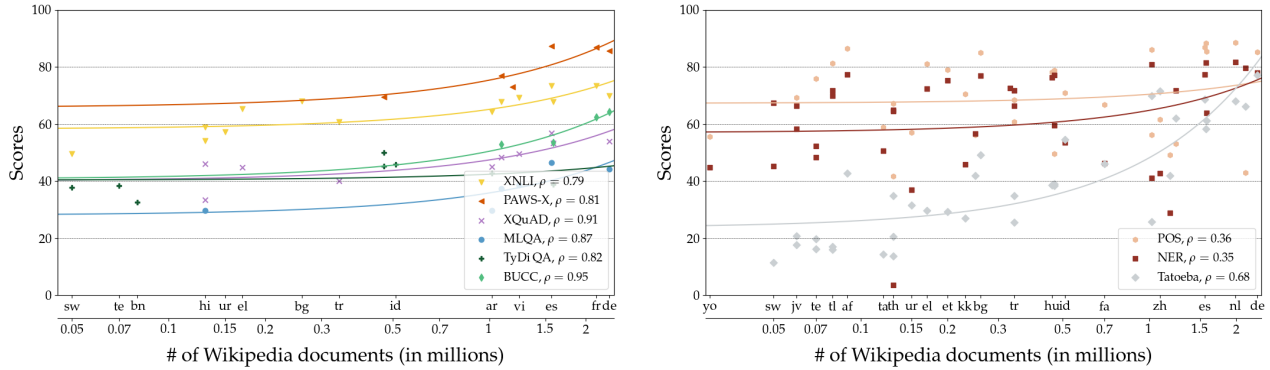 100
80
60
40
20
0
Scores
XNLI, ρ = 0.79
PAWS-X, ρ = 0.81
XQuAD, ρ = 0.91
MLQA, ρ = 0.87
TyDi QA, ρ = 0.82
BUCC, ρ = 0.95
sw te bn hi ur el bg tr id ar vi es fr de
0.05 0.07 0.1 0.15 0.2 0.3 0.5 0.7 1 1.5 2
# of Wikipedia documents (in millions)
100
80
60
40
20
0
Scores
POS, ρ = 0.36
NER, ρ = 0.35
Tatoeba, ρ = 0.68
yo sw jv te tl af ta th ur el et kk bg tr hu id fa zh es nl de
0.05 0.07 0.1 0.15 0.2 0.3 0.5 0.7 1 1.5 2
# of Wikipedia documents (in millions)